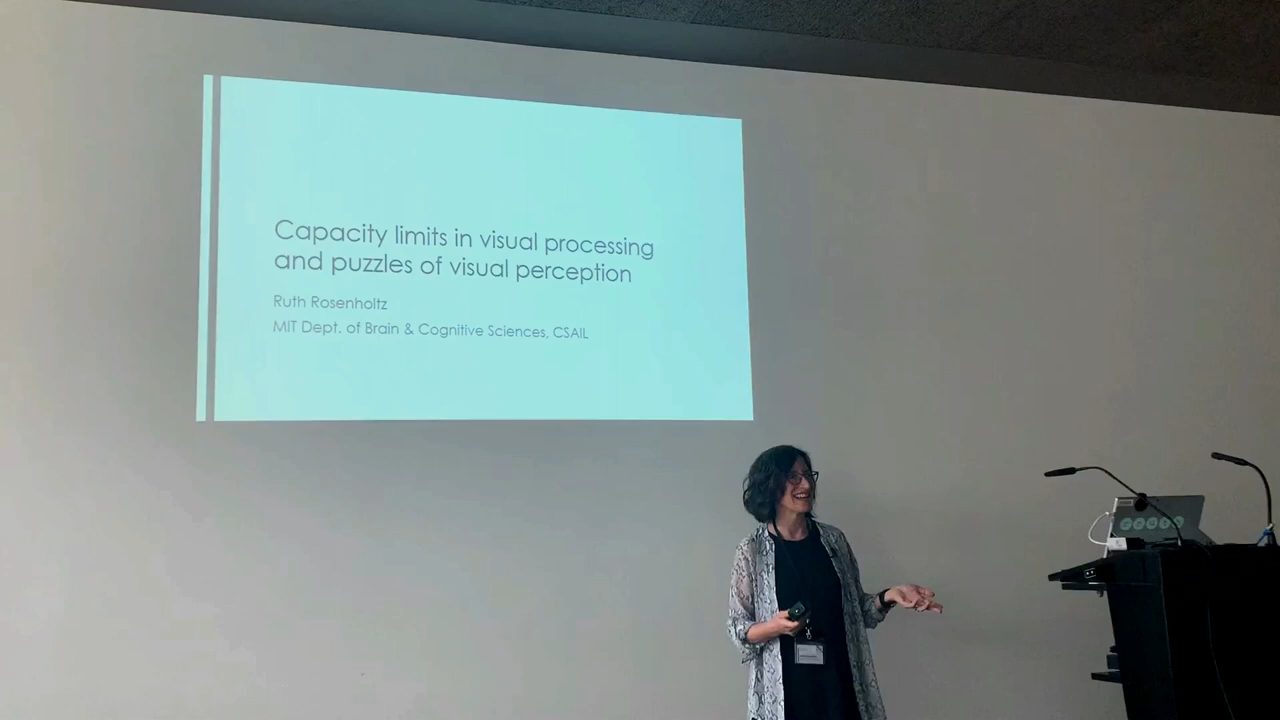 Capacity limits in visual processing
and puzzles of visual perception
Ruth Rosenholtz
MIT Dept. of Brain & Cognitive Sciences, CSAIL